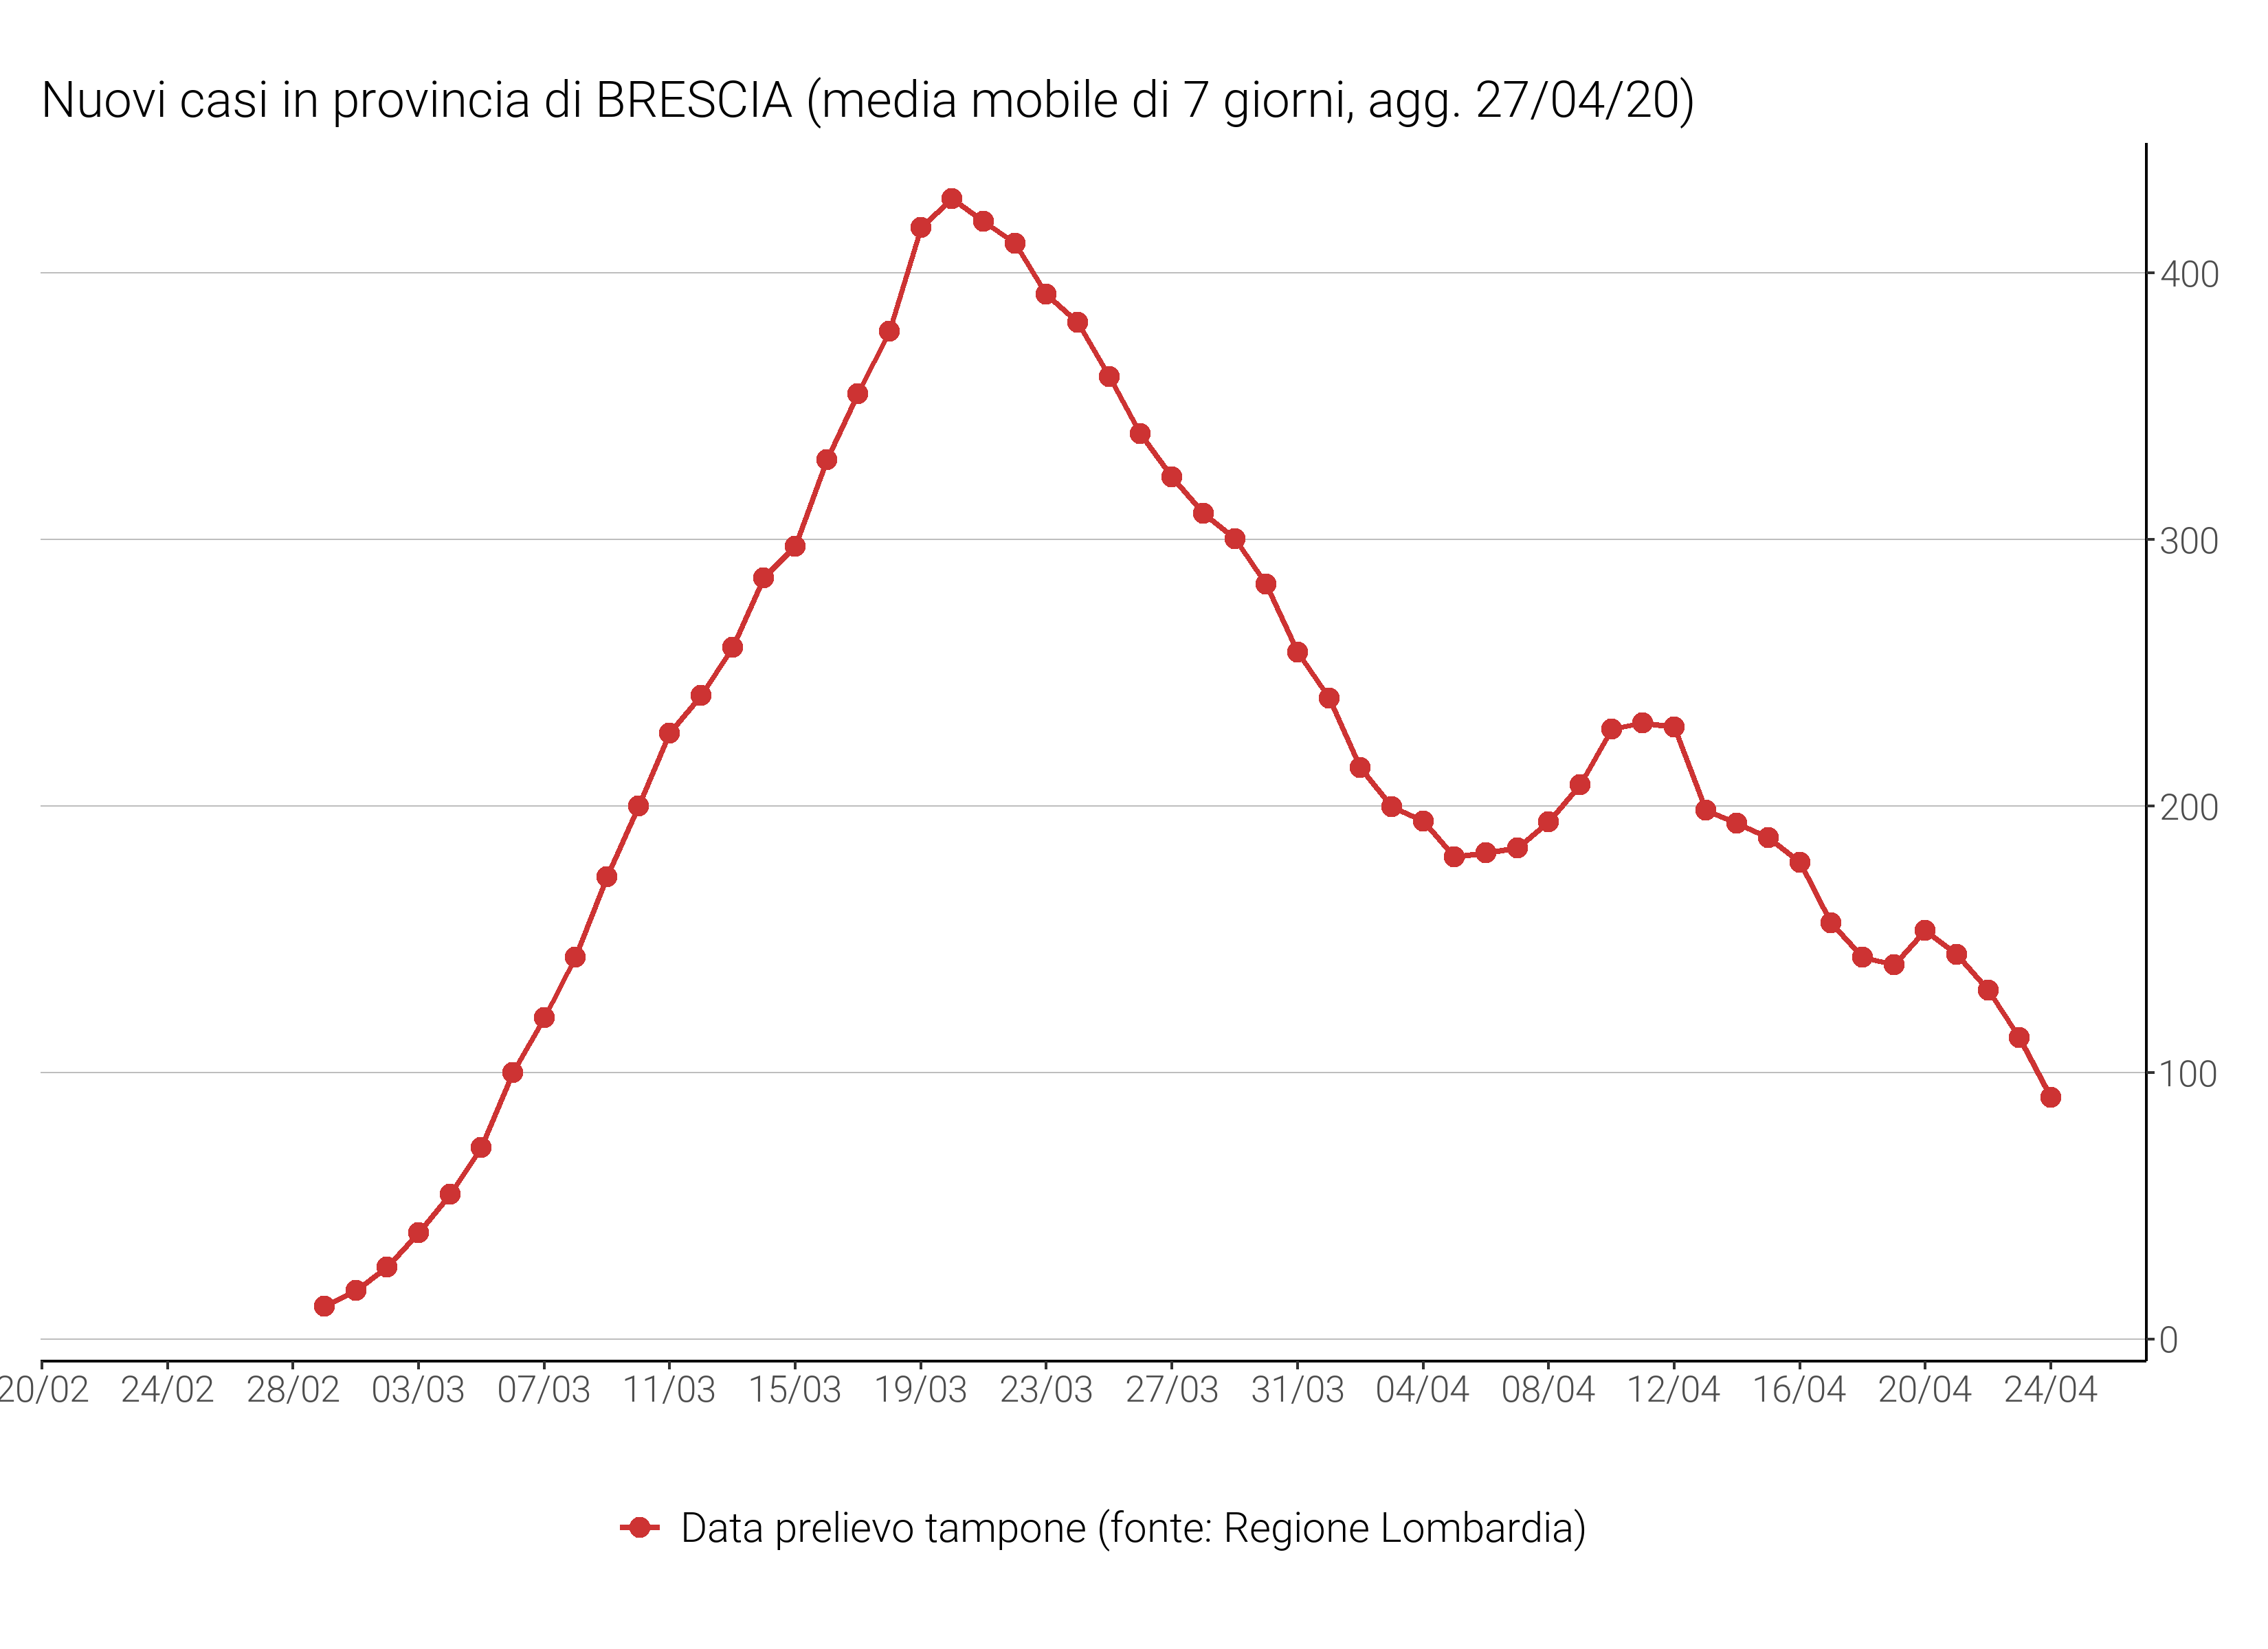 Nuovi casi in provincia di BRESCIA (media mobile di 7 giorni, agg. 27/04/20)
400
300
200
100
0
20/02 24/02 28/02 03/03 07/03 11/03 15/03 19/03 23/03 27/03 31/03 04/04 08/04 12/04 16/04 20/04 24/04
Data prelievo tampone (fonte: Regione Lombardia)